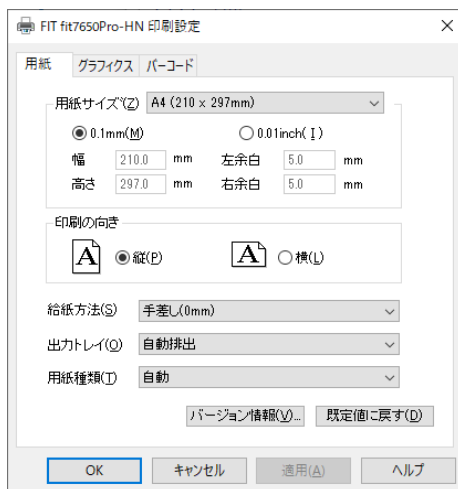 FIT fit7650Pro-HN 印刷設定
用紙 グラフィクス バーコード
用紙サイズ(Z) A4 (210 x 297mm)
0.1mm(M) 0.01inch( I )
幅 210.0 mm 左余白 5.0 mm
高さ 297.0 mm 右余白 5.0 mm
印刷の向き
A 縦(P) A 横(L)
給紙方法(S) 手差し(0mm)
出力トレイ(O) 自動排出
用紙種類(T) 自動
バージョン情報(V)... 既定値に戻す(D)
OK キャンセル 適用(A) ヘルプ